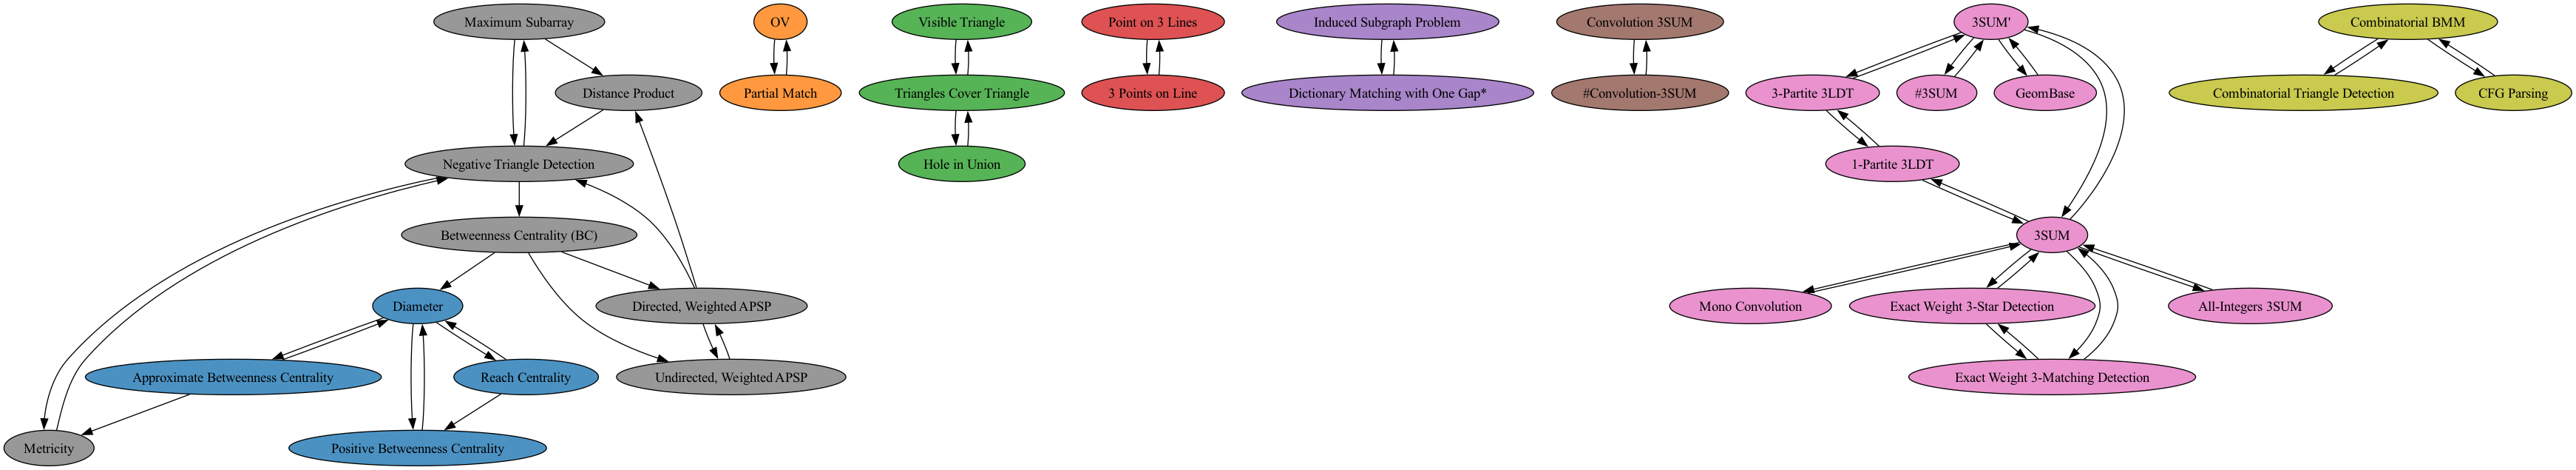 Maximum Subarray
OV
Visible Triangle
Point on 3 Lines
Induced Subgraph Problem
Convolution 3SUM
3SUM'
Combinatorial BMM
Distance Product
Partial Match
Triangles Cover Triangle
3 Points on Line
Dictionary Matching with One Gap*
#Convolution-3SUM
3-Partite 3LDT
#3SUM
GeomBase
Combinatorial Triangle Detection
CFG Parsing
Negative Triangle Detection
Hole in Union
1-Partite 3LDT
Betweenness Centrality (BC)
3SUM
Diameter
Directed, Weighted APSP
Mono Convolution
Exact Weight 3-Star Detection
All-Integers 3SUM
Approximate Betweenness Centrality
Reach Centrality
Undirected, Weighted APSP
Exact Weight 3-Matching Detection
Metricity
Positive Betweenness Centrality